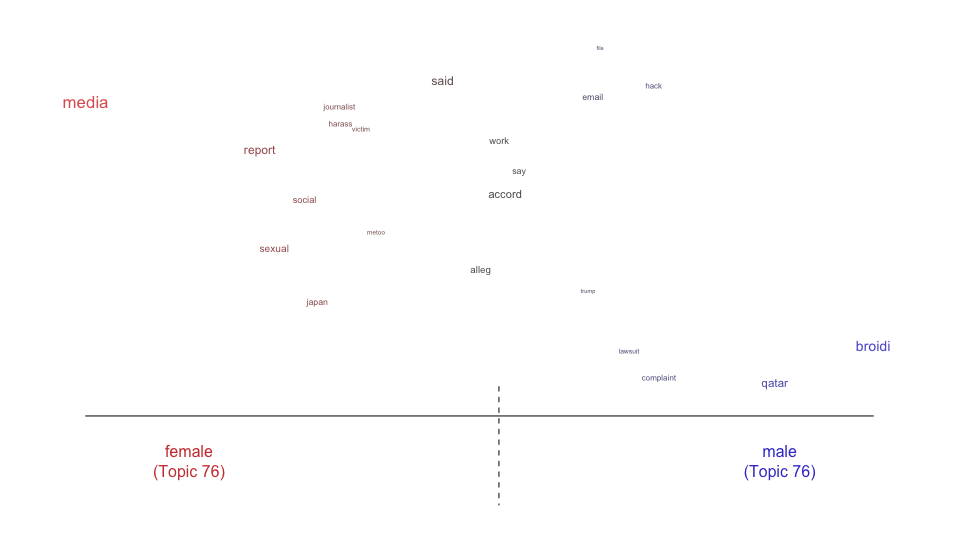 file
said
hack
email
media
journalist
harass
victim
work
report
say
accord
social
metoo
sexual
alleg
trump
japan
broidi
lawsuit
complaint
qatar
female
(Topic 76)
male
(Topic 76)